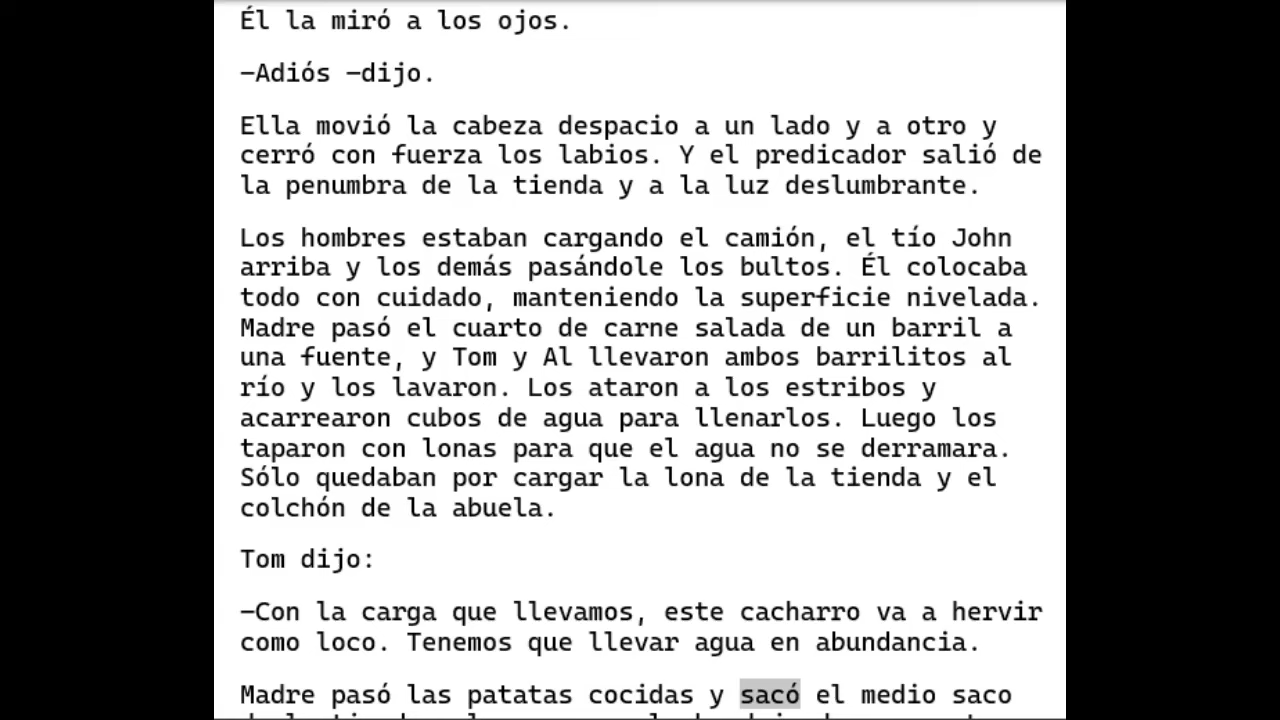 Él la miró a los ojos.
—Adiós —dijo.
Ella movió la cabeza despacio a un lado y a otro y
cerró con fuerza los labios. Y el predicador salió de
la penumbra de la tienda y a la luz deslumbrante.
Los hombres estaban cargando el camión, el tío John
arriba y los demás pasándole los bultos. Él colocaba
todo con cuidado, manteniendo la superficie nivelada.
Madre pasó el cuarto de carne salada de un barril a
una fuente, y Tom y Al llevaron ambos barrilitos al
río y los lavaron. Los ataron a los estribos y
acarrearon cubos de agua para llenarlos. Luego los
taparon con lonas para que el agua no se derramara.
Sólo quedaban por cargar la lona de la tienda y el
colchón de la abuela.
Tom dijo:
—Con la carga que llevamos, este cacharro va a hervir
como loco. Tenemos que llevar agua en abundancia.
Madre pasó las patatas cocidas y sacó el medio saco